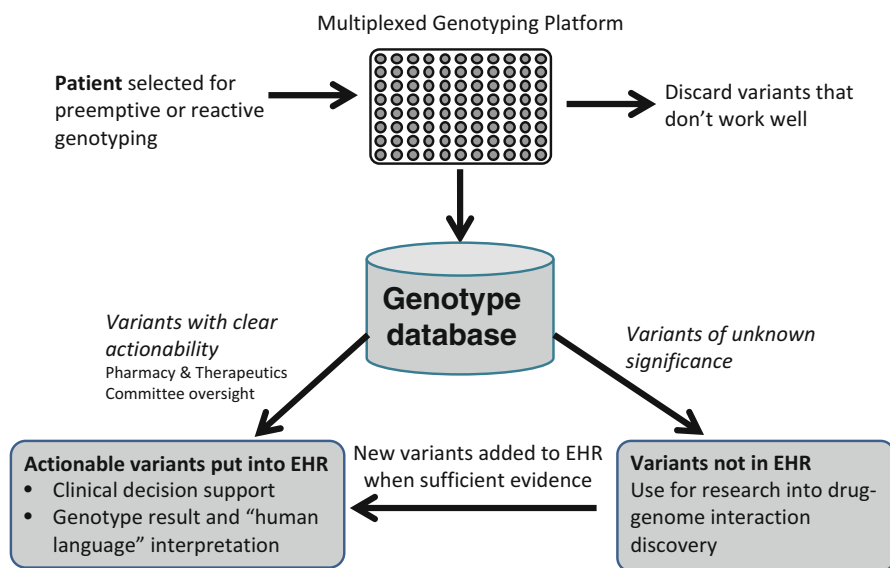 Multiplexed Genotyping Platform
Patient selected for
preemptive or reactive
genotyping
Discard variants that
don’t work well
Genotype
database
Variants with clear
actionability
Pharmacy & Therapeutics
Committee oversight
Variants of unknown
significance
Actionable variants put into EHR
• Clinical decision support
• Genotype result and “human
language” interpretation
New variants added to EHR
when sufficient evidence
Variants not in EHR
Use for research into drug-
genome interaction
discovery